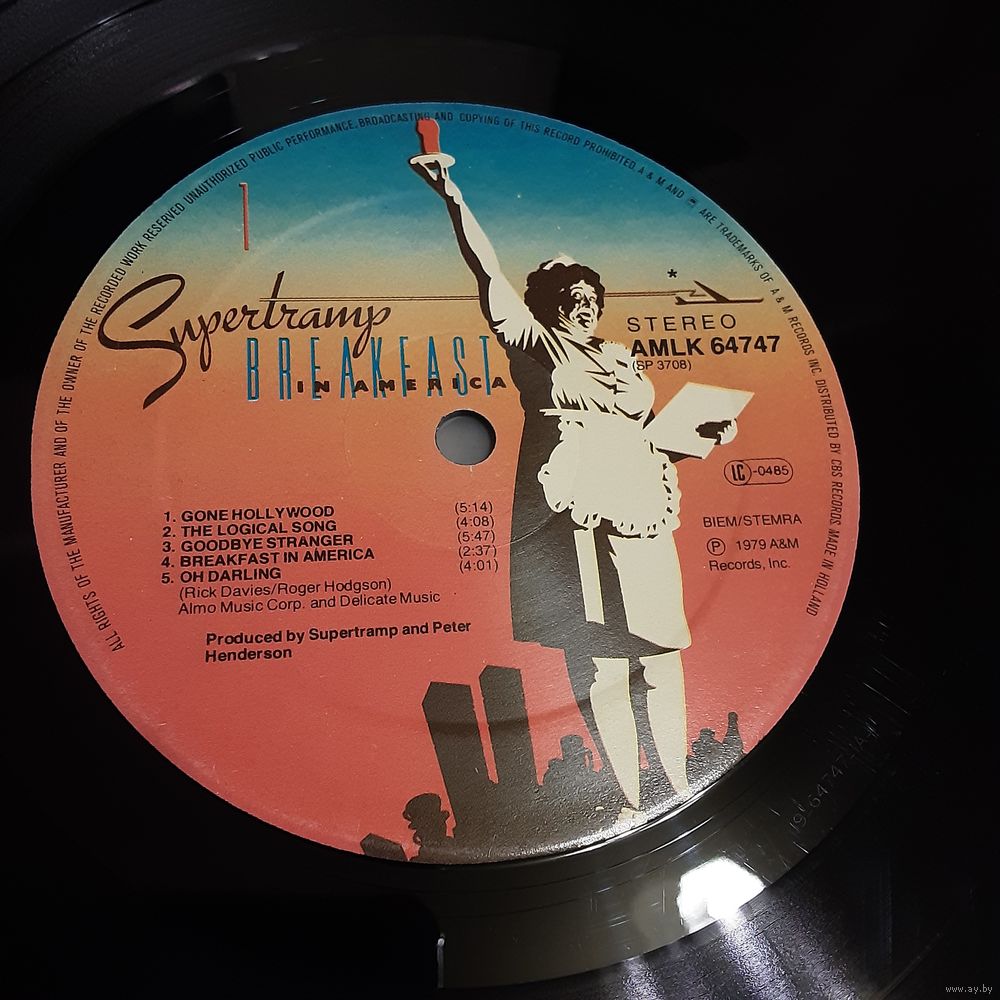 ALL RIGHTS OF THE MANUFACTURER AND OF THE OWNER OF THE RECORDED WORK RESERVED UNAUTHORIZED PUBLIC PERFORMANCE, BROADCASTING AND COPYING OF THIS RECORD PROHIBITED. A & M AND ARE TRADEMARKS OF A & M RECORDS INC. DISTRIBUTED BY CBS RECORDS MADE IN HOLLAND
1
*
Supertramp
BREAKFAST
IN AMERICA
STEREO
AMLK 64747
(SP 3708)
LC-0485
BIEM/STEMRA
Ⓟ 1979 A&M
Records, Inc.
1. GONE HOLLYWOOD (5:14)
2. THE LOGICAL SONG (4:08)
3. GOODBYE STRANGER (5:47)
4. BREAKFAST IN AMERICA (2:37)
5. OH DARLING (4:01)
(Rick Davies/Roger Hodgson)
Almo Music Corp. and Delicate Music
Produced by Supertramp and Peter
Henderson
www.ay.by